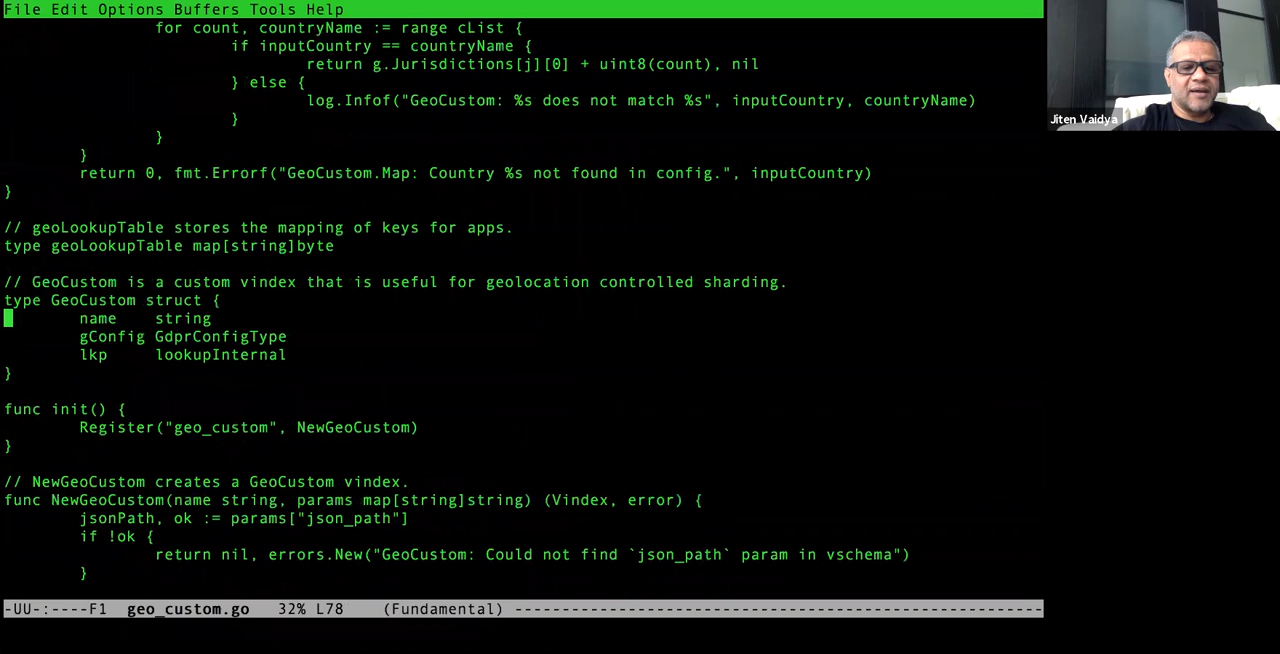 File Edit Options Buffers Tools Help
for count, countryName := range cList {
if inputCountry == countryName {
return g.Jurisdictions[j][0] + uint8(count), nil
} else {
log.Infof("GeoCustom: %s does not match %s", inputCountry, countryName)
}
}
}
return 0, fmt.Errorf("GeoCustom.Map: Country %s not found in config.", inputCountry)
}
// geoLookupTable stores the mapping of keys for apps.
type geoLookupTable map[string]byte
// GeoCustom is a custom vindex that is useful for geolocation controlled sharding.
type GeoCustom struct {
name string
gConfig GdprConfigType
lkp lookupInternal
}
func init() {
Register("geo_custom", NewGeoCustom)
}
// NewGeoCustom creates a GeoCustom vindex.
func NewGeoCustom(name string, params map[string]string) (Vindex, error) {
jsonPath, ok := params["json_path"]
if !ok {
return nil, errors.New("GeoCustom: Could not find `json_path` param in vschema")
}
-UU-:----F1 geo_custom.go 32% L78 (Fundamental) --------------------------------------------------------
Jiten Vaidya